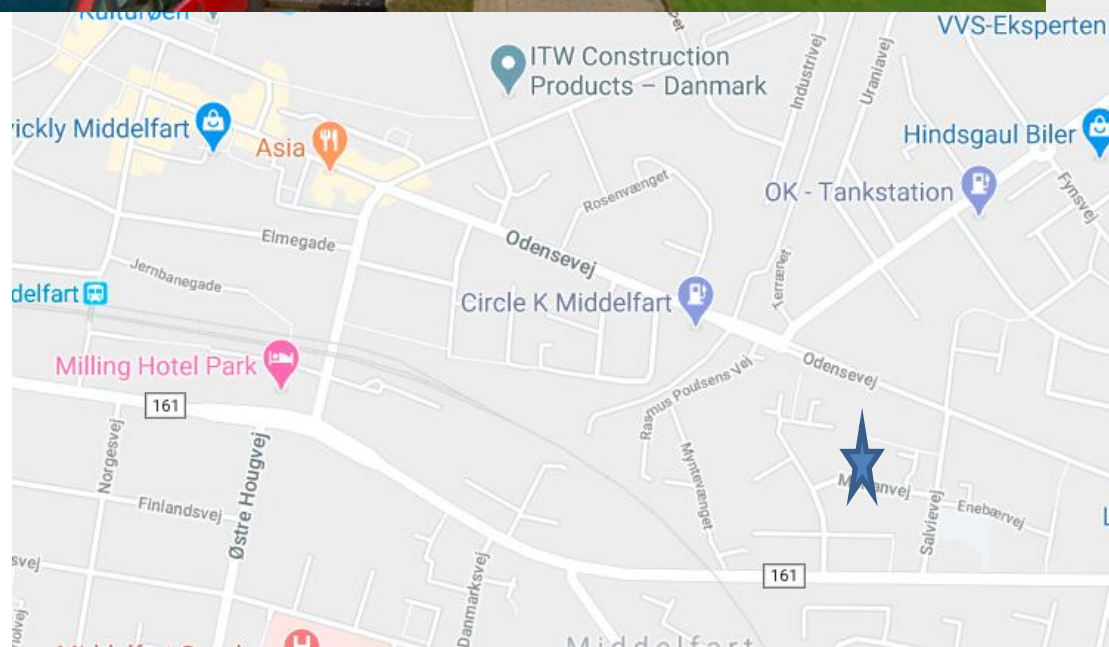 Kulturøen
VVS-Eksperten
ITW Construction
Products – Danmark
Industrivej
Uraniavej
ickly Middelfart
Asia
Hindsgaul Biler
OK - Tankstation
Fynsvej
Rosenvænget
Elmegade
Odensevej
Jernbanegade
delfart
Circle K Middelfart
Terrænet
Milling Hotel Park
Odensevej
Rasmus Poulsens Vej
161
Norgesvej
Østre Hougvej
Myntevænget
Finlandsvej
Enebærvej
Salvievej
svej
161
Danmarksvej
Middelfart